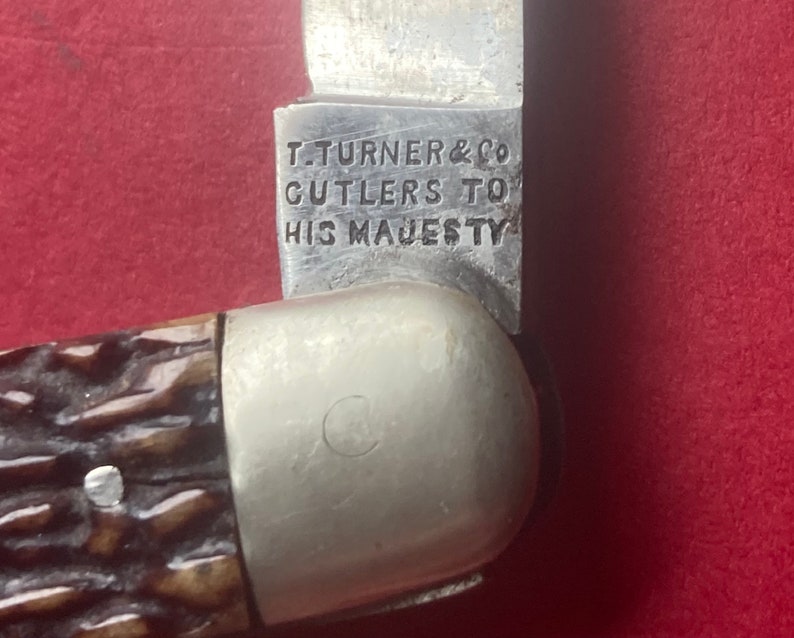 T. TURNER & Co
CUTLERS TO
HIS MAJESTY
C